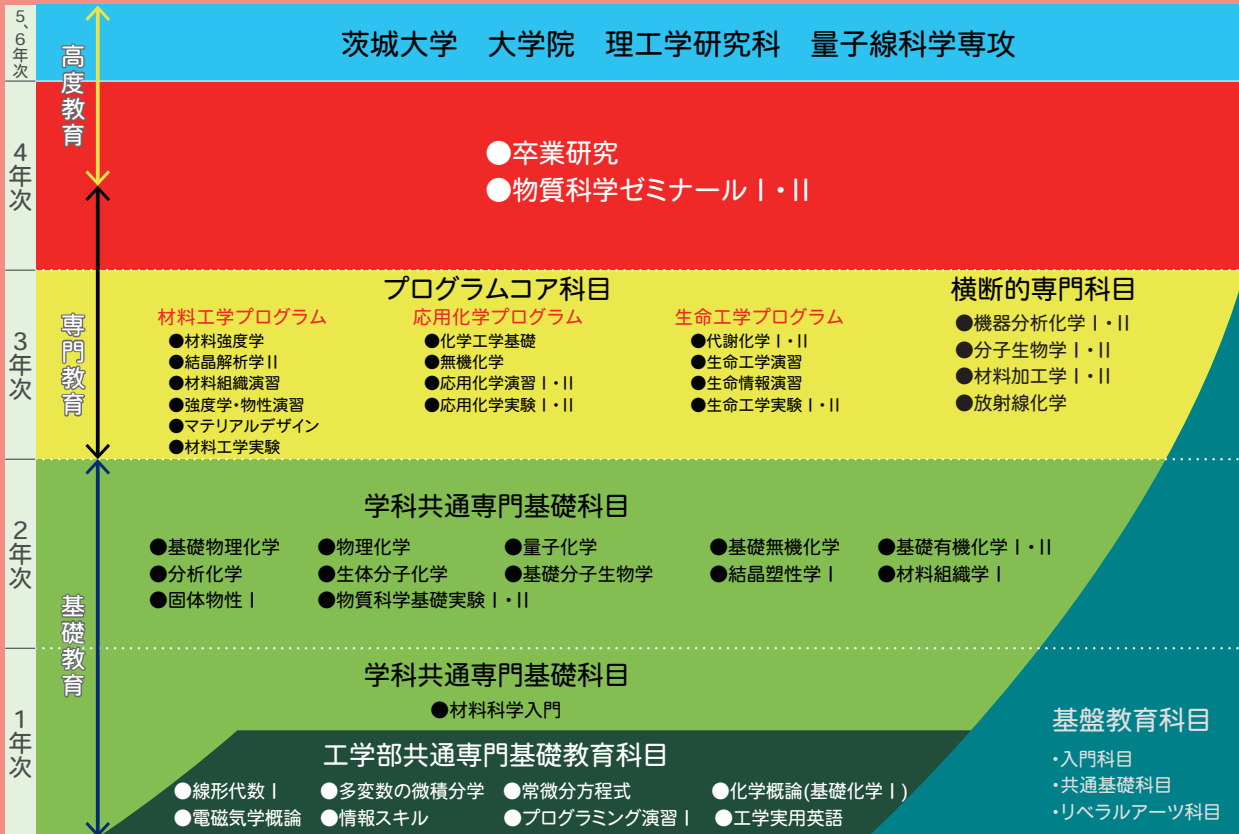 5、6年次
高度教育
茨城大学　大学院　理工学研究科　量子線科学専攻
4年次
●卒業研究
●物質科学ゼミナールⅠ・Ⅱ
3年次
専門教育
プログラムコア科目
材料工学プログラム
●材料強度学
●結晶解析学Ⅱ
●材料組織演習
●強度学・物性演習
●マテリアルデザイン
●材料工学実験
応用化学プログラム
●化学工学基礎
●無機化学
●応用化学演習Ⅰ・Ⅱ
●応用化学実験Ⅰ・Ⅱ
生命工学プログラム
●代謝化学Ⅰ・Ⅱ
●生命工学演習
●生命情報演習
●生命工学実験Ⅰ・Ⅱ
横断的専門科目
●機器分析化学Ⅰ・Ⅱ
●分子生物学Ⅰ・Ⅱ
●材料加工学Ⅰ・Ⅱ
●放射線化学
2年次
基礎教育
学科共通専門基礎科目
●基礎物理化学 ●物理化学 ●量子化学 ●基礎無機化学 ●基礎有機化学Ⅰ・Ⅱ
●分析化学 ●生体分子化学 ●基礎分子生物学 ●結晶塑性学Ⅰ ●材料組織学Ⅰ
●固体物性Ⅰ ●物質科学基礎実験Ⅰ・Ⅱ
1年次
学科共通専門基礎科目
●材料科学入門
工学部共通専門基礎教育科目
●線形代数Ⅰ ●多変数の微積分学 ●常微分方程式 ●化学概論(基礎化学Ⅰ)
●電磁気学概論 ●情報スキル ●プログラミング演習Ⅰ ●工学実用英語
基盤教育科目
・入門科目
・共通基礎科目
・リベラルアーツ科目